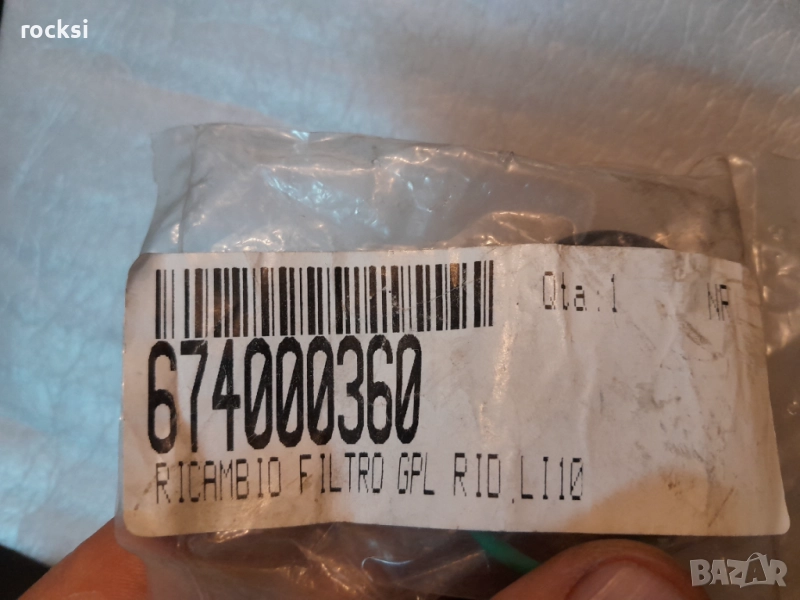 rocksi
Qta:1 NR
674000360
RICAMBIO FILTRO GPL RID.LI10
BAZAR